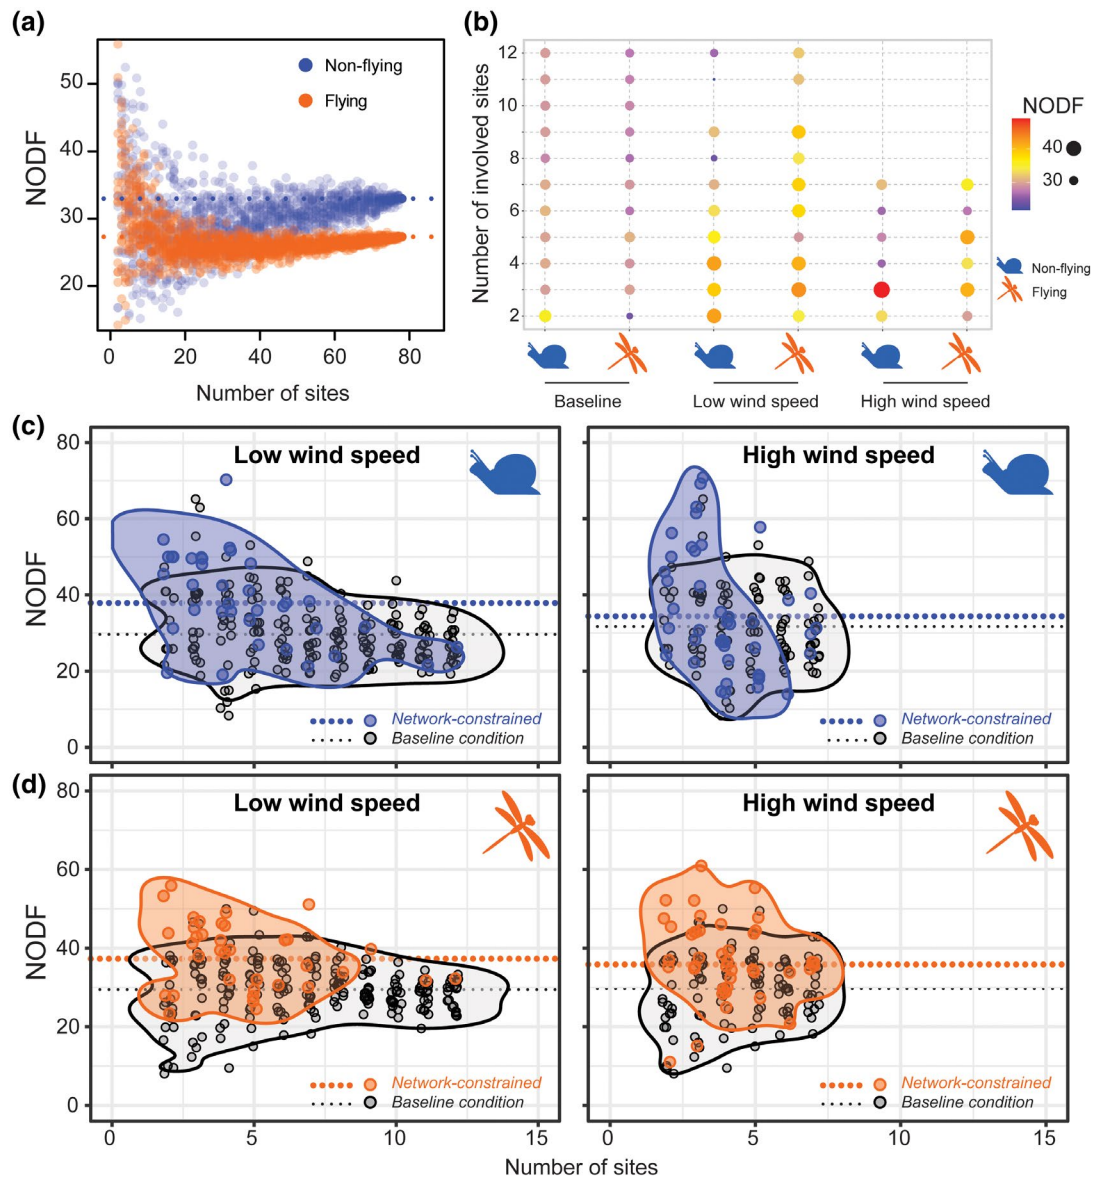 (a)
NODF
50
40
30
20
Non-flying
Flying
0
20
40
60
80
Number of sites
(b)
Number of involved sites
12
10
8
6
4
2
NODF
40
30
Non-flying
Flying
Baseline
Low wind speed
High wind speed
(c)
NODF
80
60
40
20
0
Low wind speed
Network-constrained
Baseline condition
High wind speed
Network-constrained
Baseline condition
(d)
NODF
80
60
40
20
0
Low wind speed
Network-constrained
Baseline condition
High wind speed
Network-constrained
Baseline condition
0
5
10
15
0
5
10
15
Number of sites